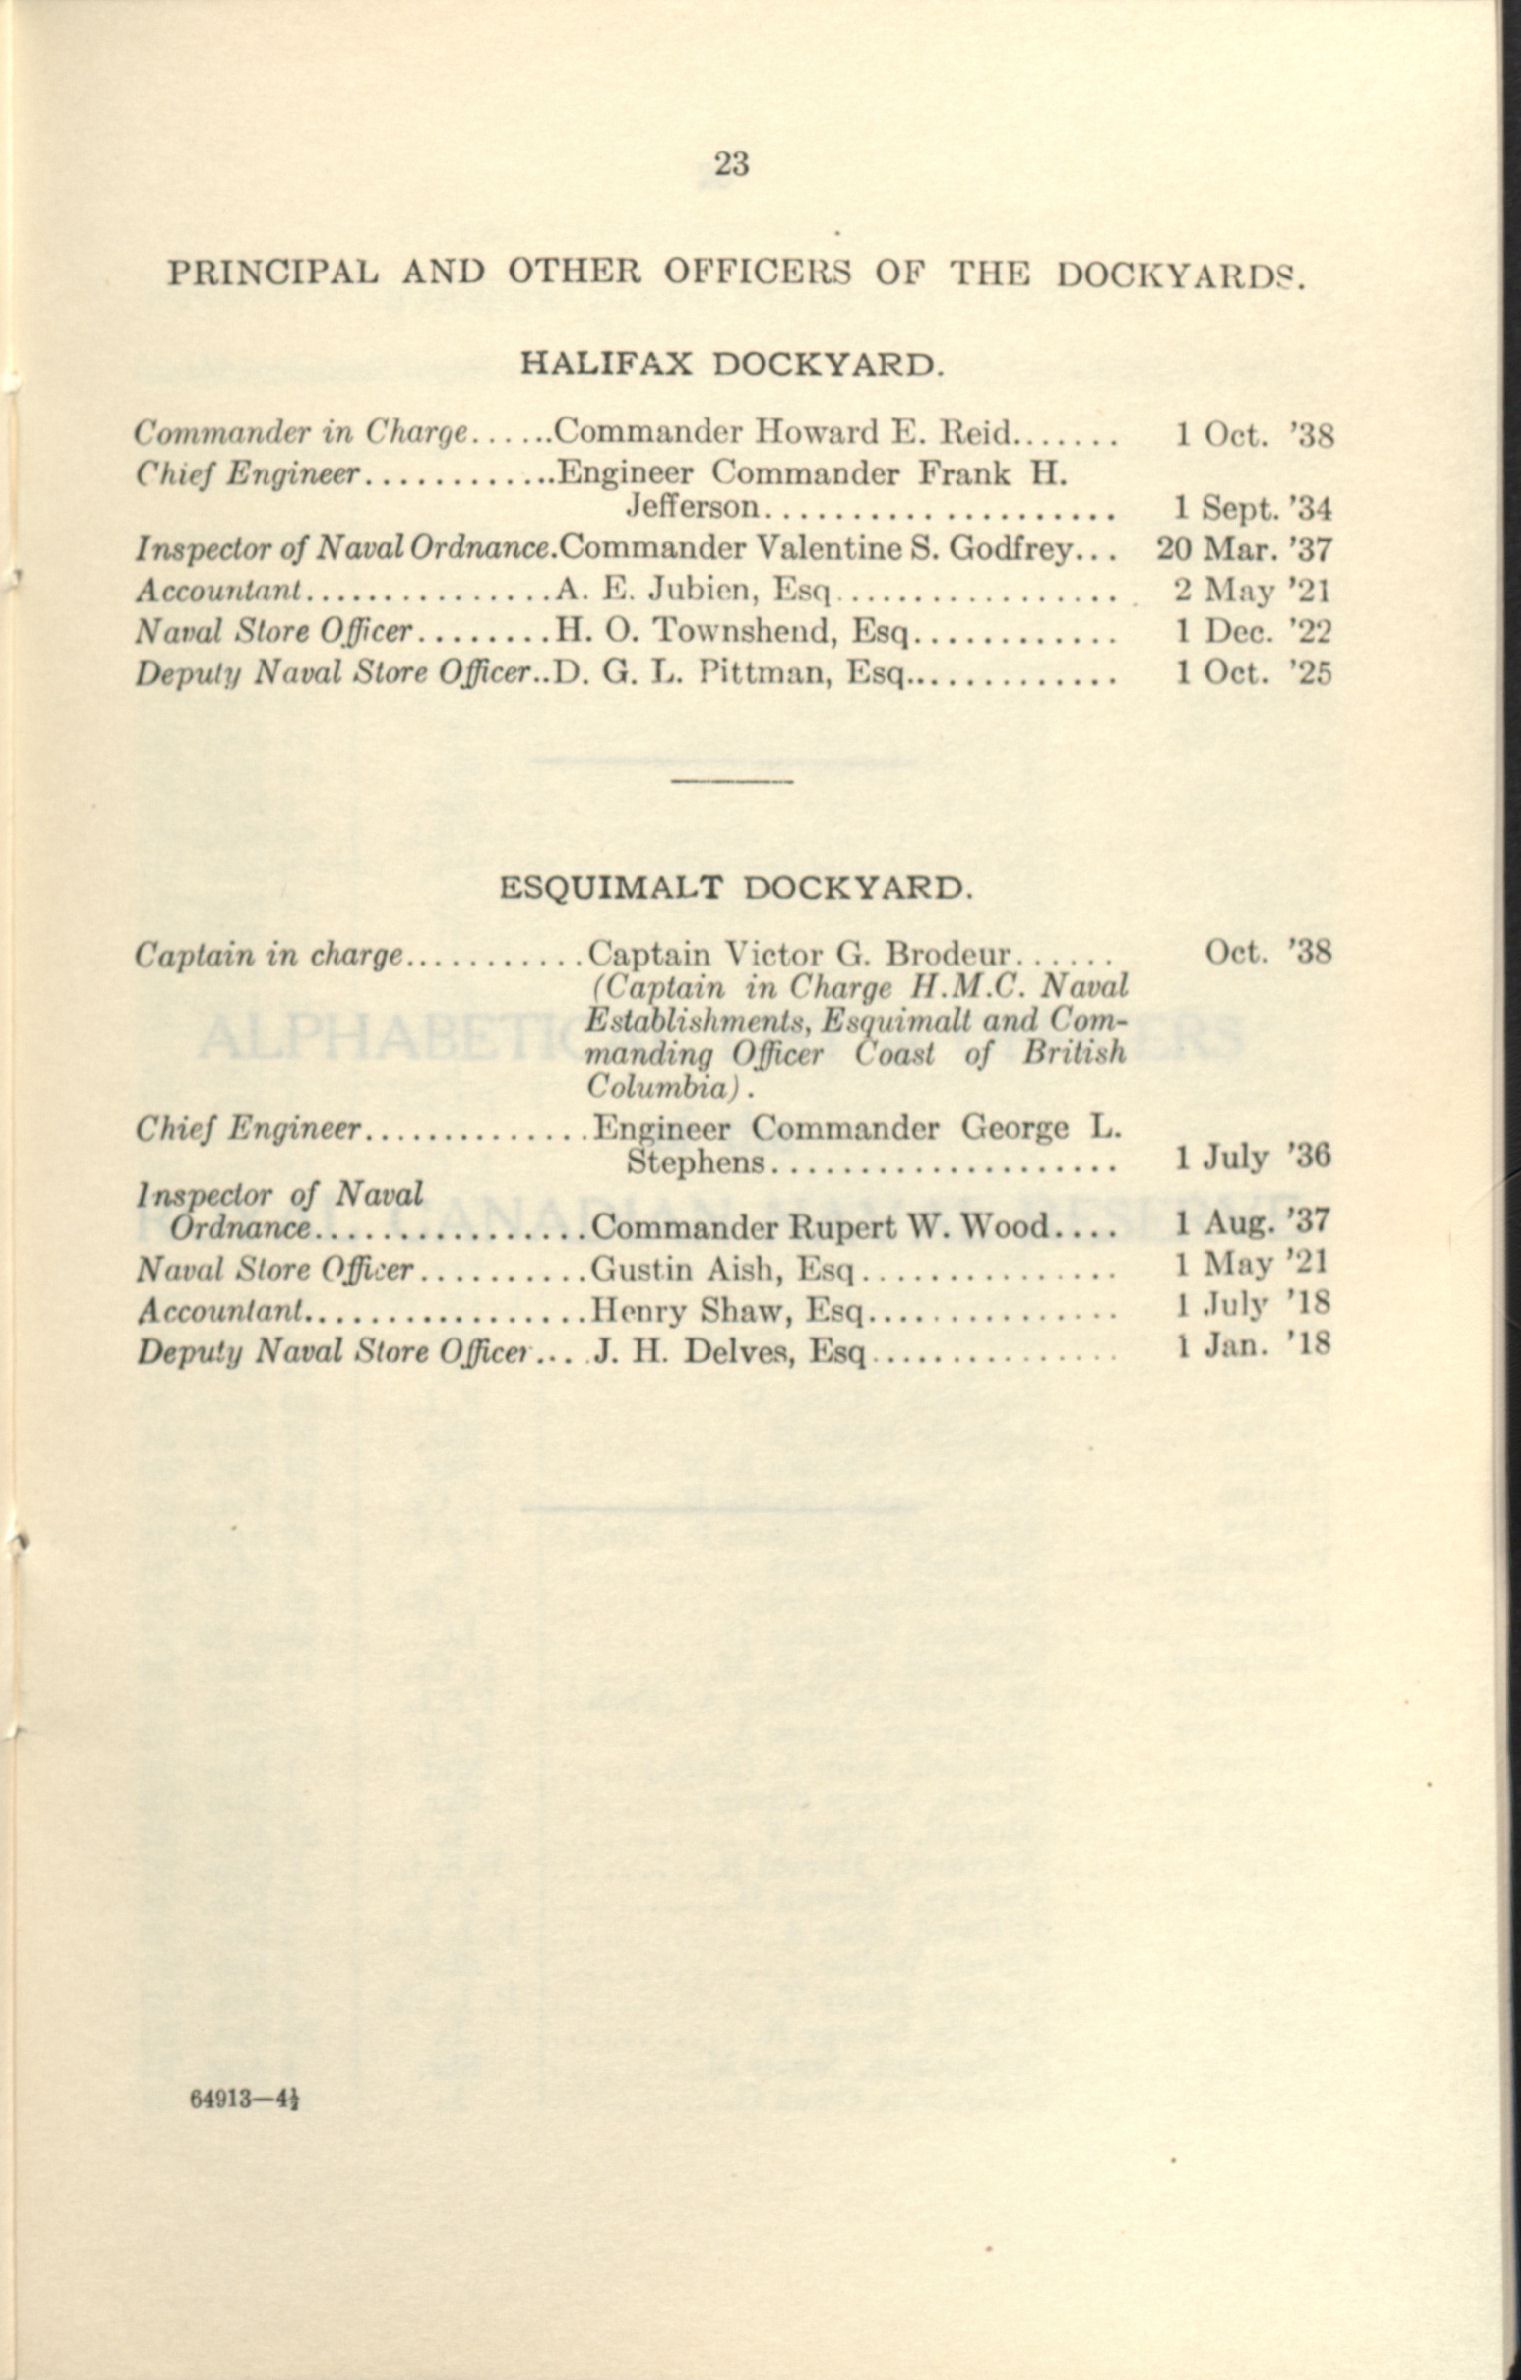 23
PRINCIPAL AND OTHER OFFICERS OF THE DOCKYARDS.
HALIFAX DOCKYARD.
Commander in Charge......Commander Howard E. Reid....... 1 Oct. '38
Chief Engineer............Engineer Commander Frank H.
Jefferson..................... 1 Sept. '34
Inspector of Naval Ordnance.Commander Valentine S. Godfrey... 20 Mar. '37
Accountant................A. E. Jubien, Esq.................. 2 May '21
Naval Store Officer.........H. O. Townshend, Esq............. 1 Dec. '22
Deputy Naval Store Officer..D. G. L. Pittman, Esq.............. 1 Oct. '25
ESQUIMALT DOCKYARD.
Captain in charge...........Captain Victor G. Brodeur...... Oct. '38
(Captain in Charge H.M.C. Naval
Establishments, Esquimalt and Com-
manding Officer Coast of British
Columbia).
Chief Engineer..............Engineer Commander George L.
Stephens..................... 1 July '36
Inspector of Naval
Ordnance.................Commander Rupert W. Wood.... 1 Aug. '37
Naval Store Officer...........Gustin Aish, Esq................ 1 May '21
Accountant..................Henry Shaw, Esq................ 1 July '18
Deputy Naval Store Officer....J. H. Delves, Esq................ 1 Jan. '18
64913—4½